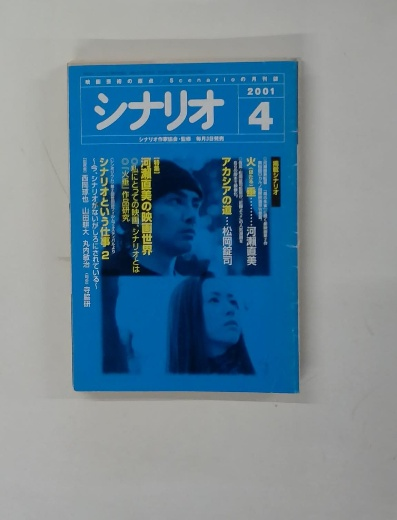 映画芸術の原点 Scenarioの月刊誌
シナリオ
2001
4
シナリオ作家協会・監修 毎月3日発売
掲載シナリオ
火垂………河瀬直美
アカシアの道…松岡錠司
【特集】
河瀬直美の映画世界
○私にとっての映画、シナリオとは
○「火垂」作品研究
シナリオという仕事 2
〜今、シナリオがないがしろにされている〜
西岡琢也 山田耕大 丸内敏治